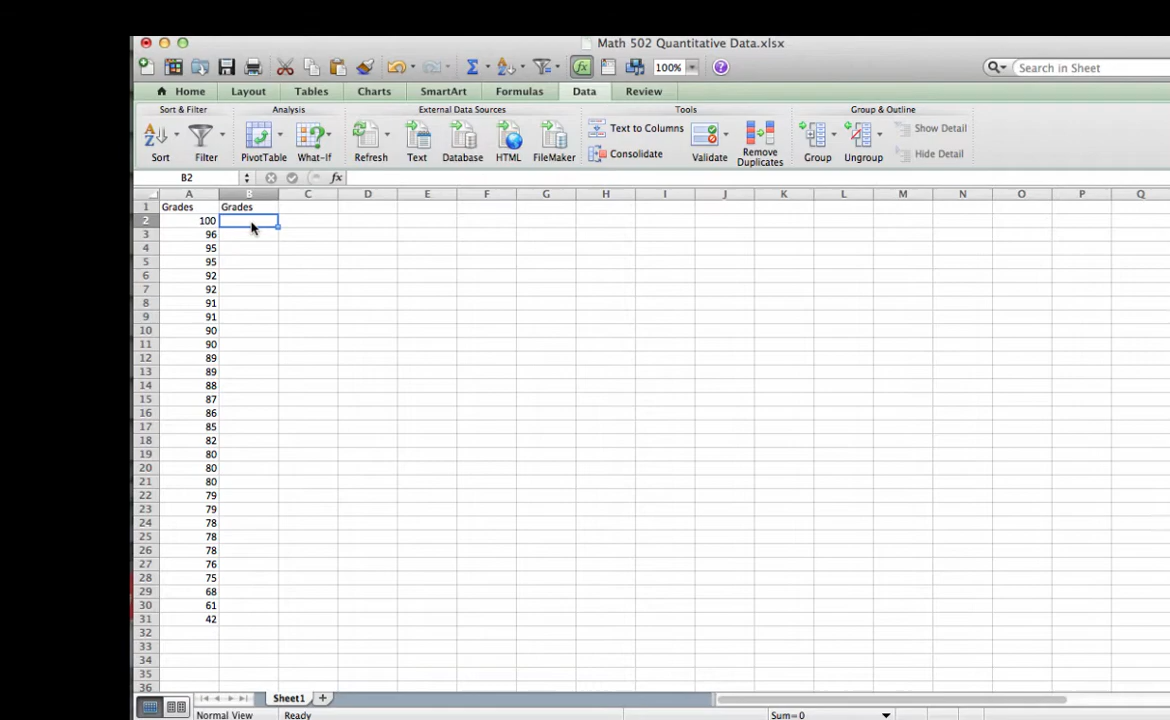 Math 502 Quantitative Data.xlsx
100%
Search in Sheet
Home Layout Tables Charts SmartArt Formulas Data Review
Sort & Filter Analysis External Data Sources Tools Group & Outline
Text to Columns
Show Detail
Consolidate
Hide Detail
Sort Filter PivotTable What-If Refresh Text Database HTML FileMaker Validate Remove Duplicates Group Ungroup
B2 fx
A B C D E F G H I J K L M N O P Q
1 Grades Grades
2 100
3 96
4 95
5 95
6 92
7 92
8 91
9 91
10 90
11 90
12 89
13 89
14 88
15 87
16 86
17 85
18 82
19 80
20 80
21 80
22 79
23 79
24 78
25 78
26 78
27 76
28 75
29 68
30 61
31 42
32
33
34
35
36
Sheet1
Normal View Ready Sum=0